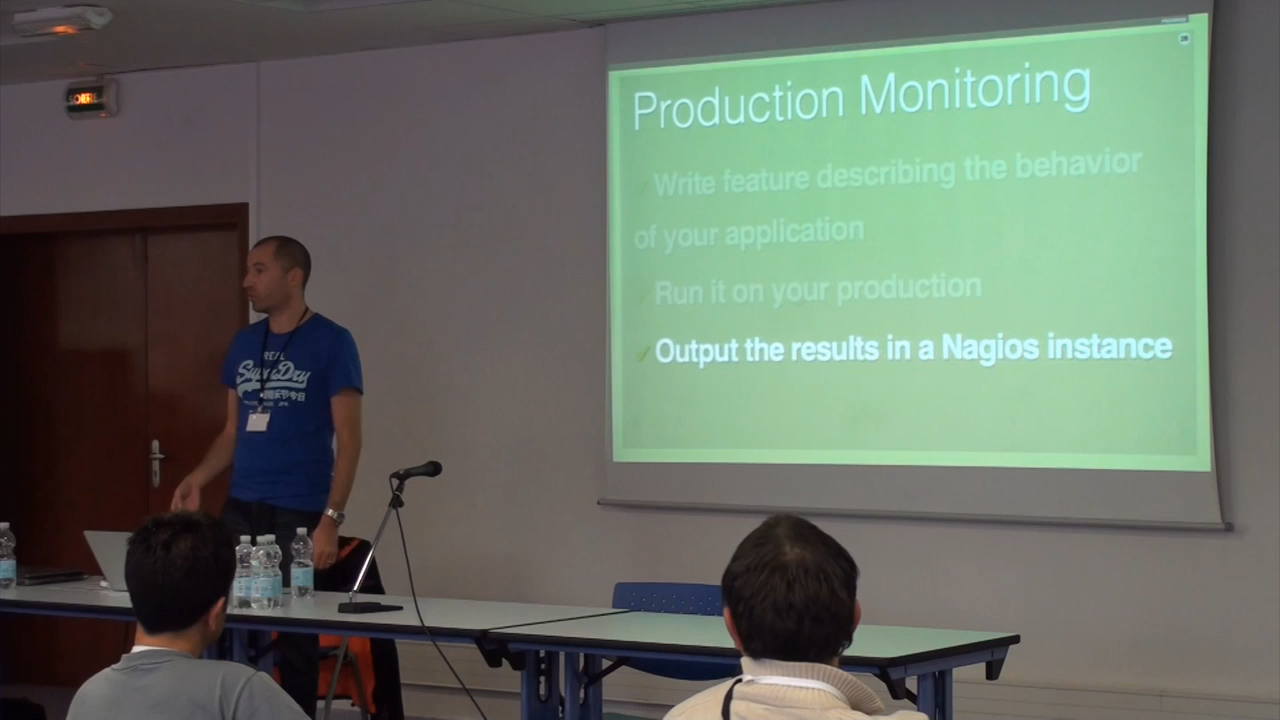 SORTIE
Production Monitoring
Write feature describing the behavior
of your application
Run it on your production
Output the results in a Nagios instance
REAL
SuperDry